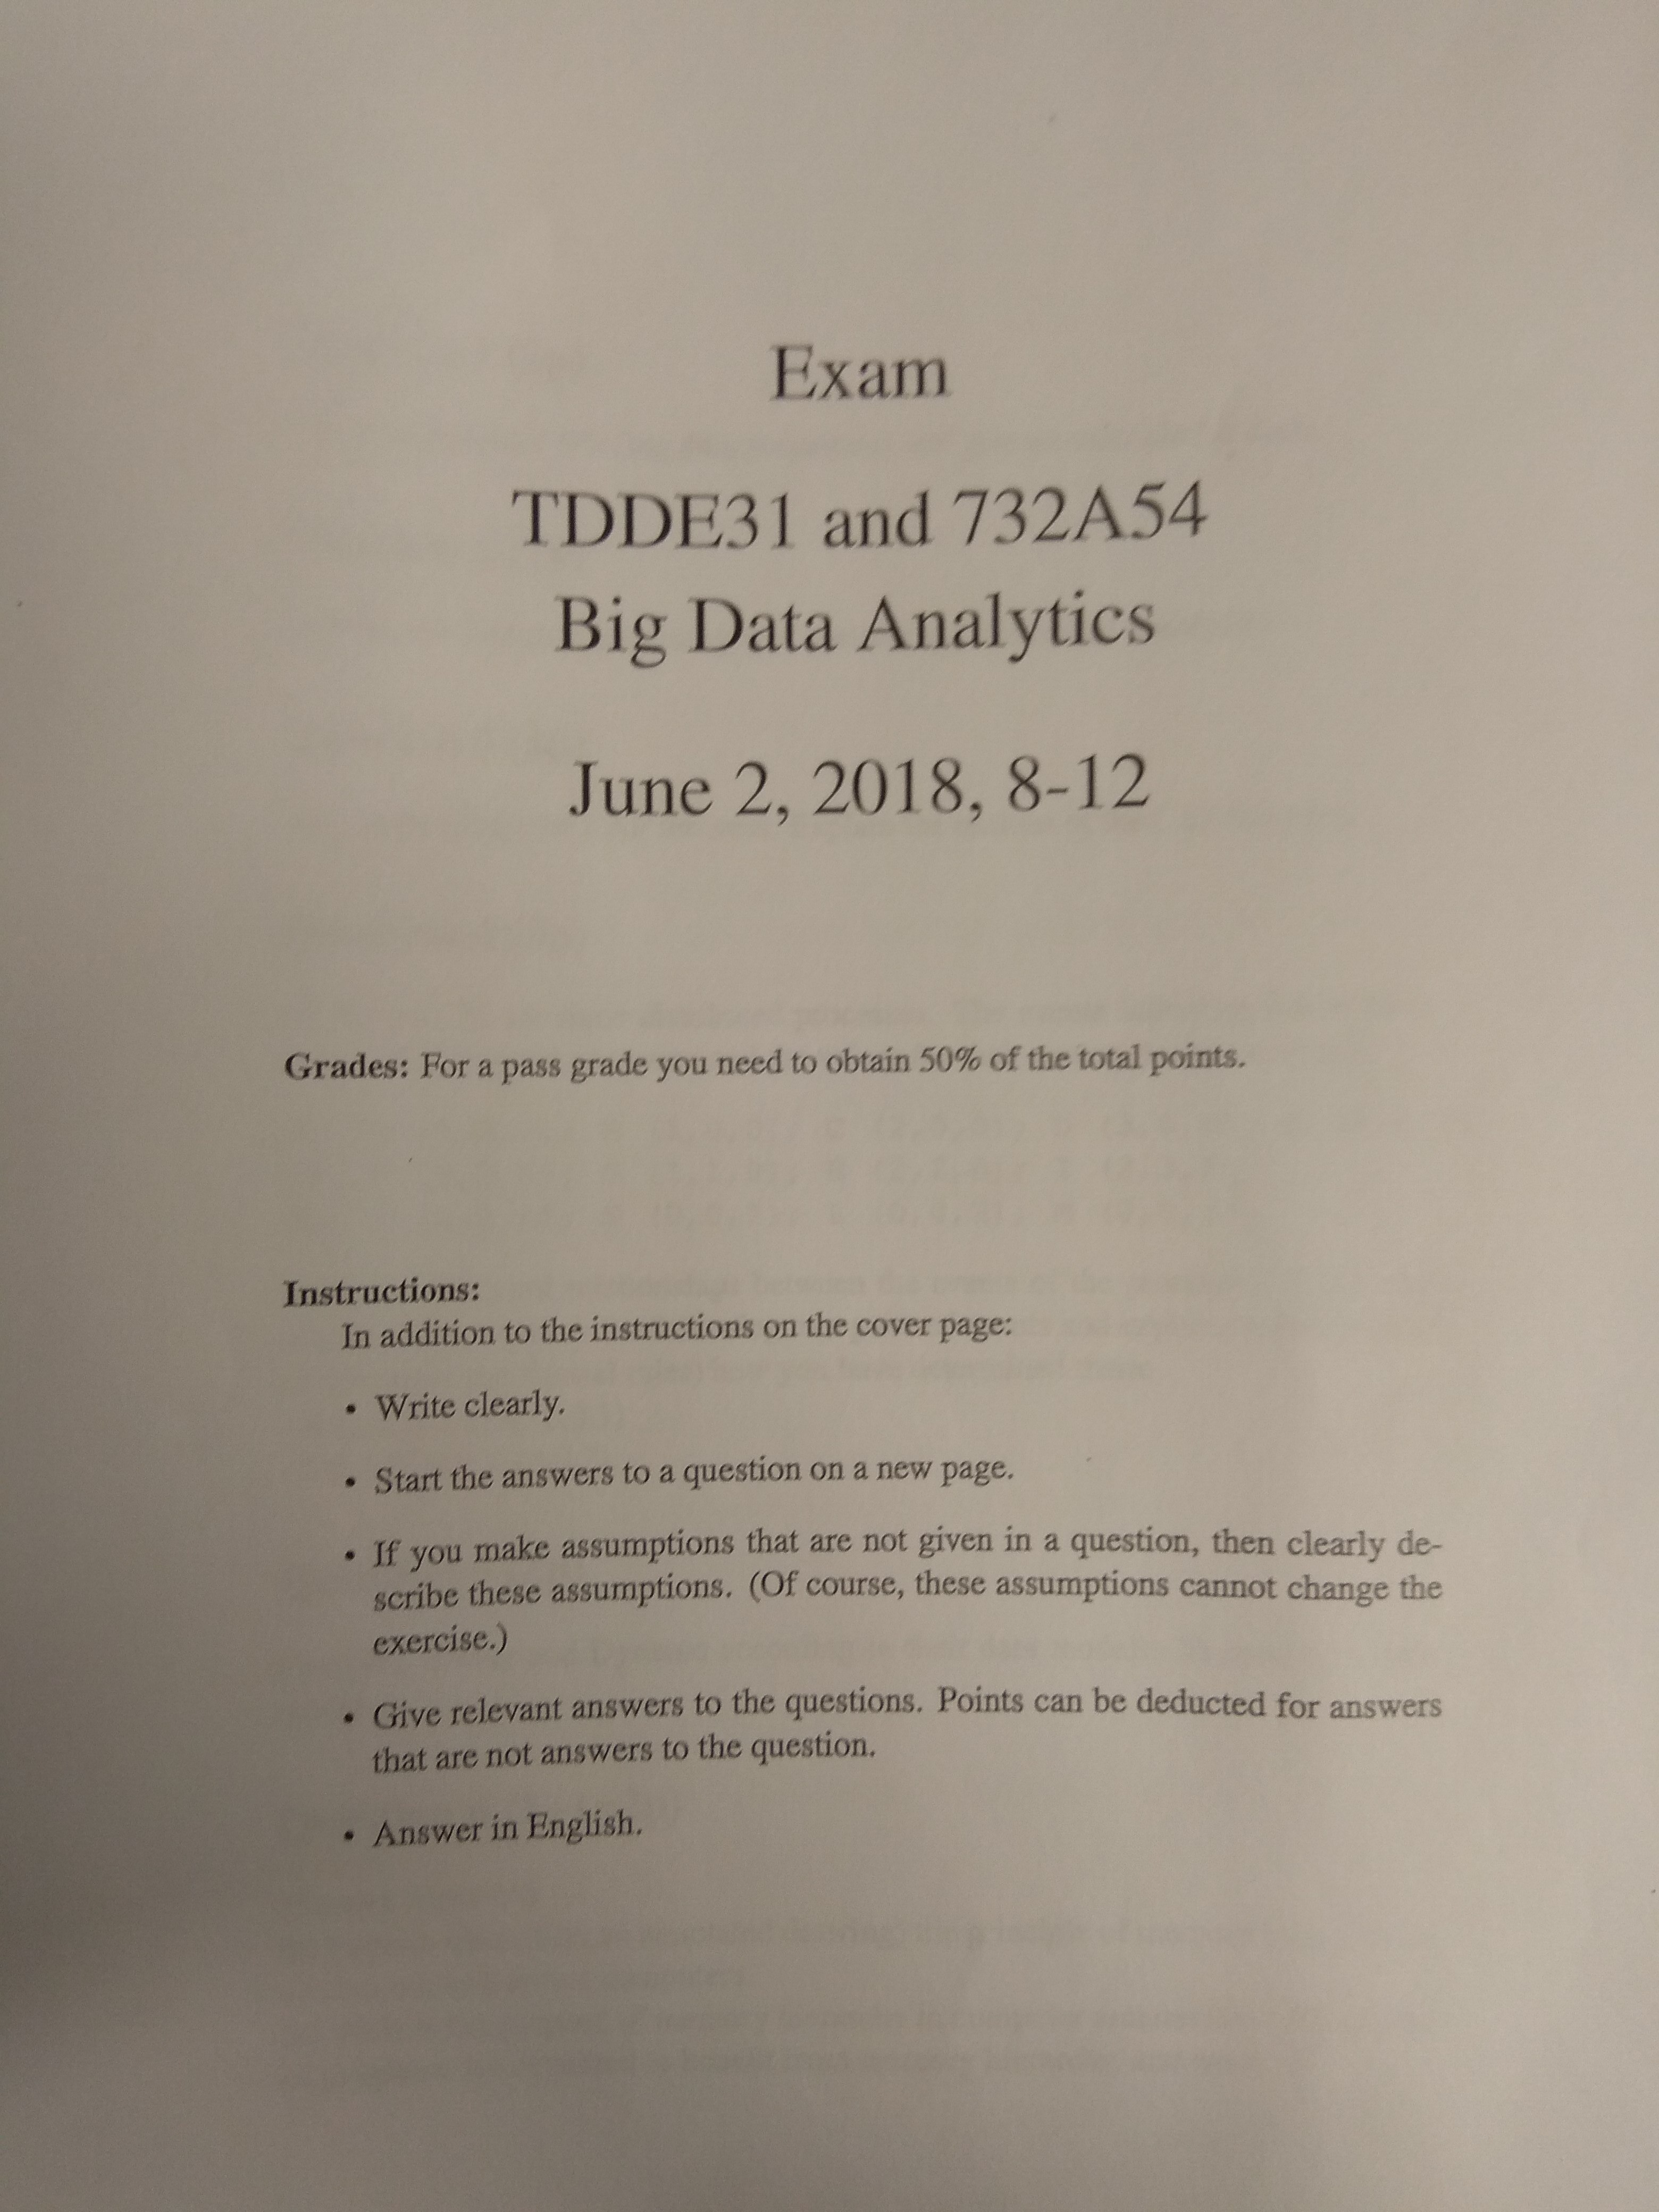 Exam
TDDE31 and 732A54
Big Data Analytics
June 2, 2018, 8-12
Grades: For a pass grade you need to obtain 50% of the total points.
Instructions:
In addition to the instructions on the cover page:
• Write clearly.
• Start the answers to a question on a new page.
• If you make assumptions that are not given in a question, then clearly de-
scribe these assumptions. (Of course, these assumptions cannot change the
exercise.)
• Give relevant answers to the questions. Points can be deducted for answers
that are not answers to the question.
• Answer in English.